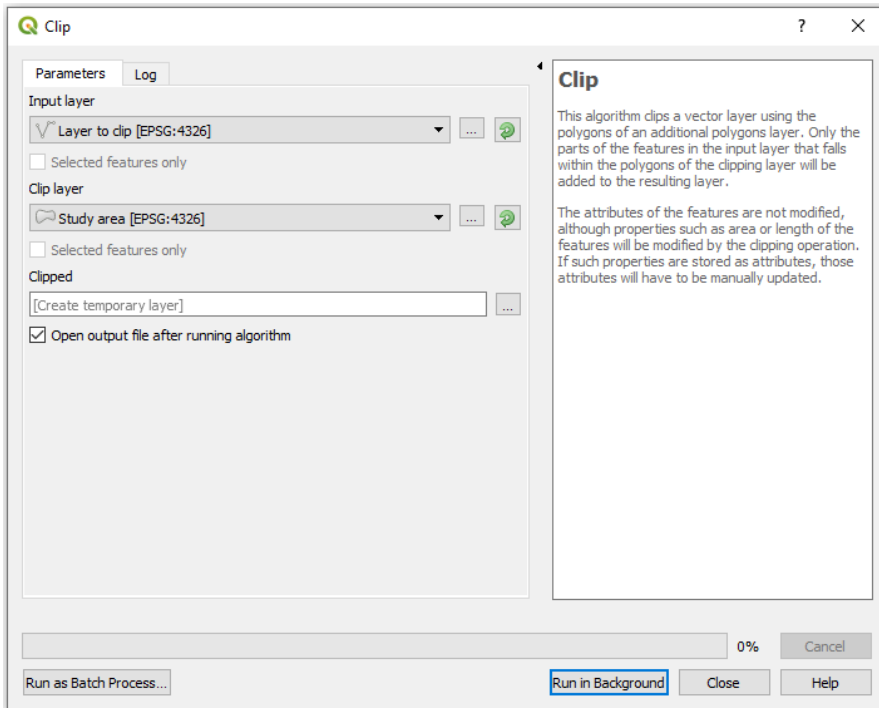 Clip
?
Parameters
Log
Input layer
Layer to clip [EPSG:4326]
...
Selected features only
Clip layer
Study area [EPSG:4326]
...
Selected features only
Clipped
[Create temporary layer]
...
Open output file after running algorithm
Clip
This algorithm clips a vector layer using the
polygons of an additional polygons layer. Only the
parts of the features in the input layer that falls
within the polygons of the clipping layer will be
added to the resulting layer.
The attributes of the features are not modified,
although properties such as area or length of the
features will be modified by the clipping operation.
If such properties are stored as attributes, those
attributes will have to be manually updated.
0%
Cancel
Run as Batch Process...
Run in Background
Close
Help